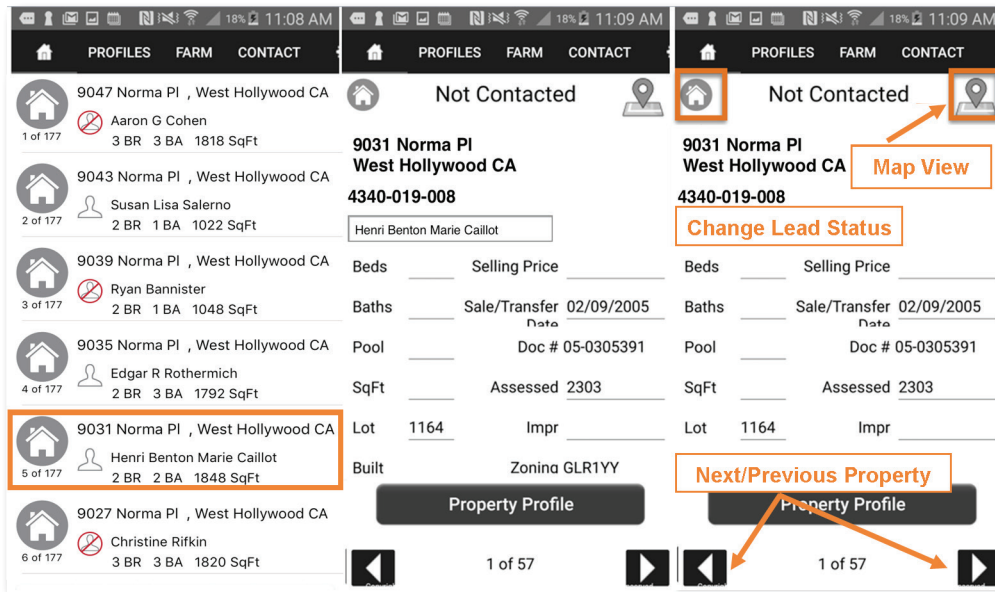 18% 11:08 AM
PROFILES FARM CONTACT
9047 Norma Pl , West Hollywood CA
Aaron G Cohen
1 of 177
3 BR 3 BA 1818 SqFt
9043 Norma Pl , West Hollywood CA
Susan Lisa Salerno
2 of 177
2 BR 1 BA 1022 SqFt
9039 Norma Pl , West Hollywood CA
Ryan Bannister
3 of 177
2 BR 1 BA 1048 SqFt
9035 Norma Pl , West Hollywood CA
Edgar R Rothermich
4 of 177
2 BR 3 BA 1792 SqFt
9031 Norma Pl , West Hollywood CA
Henri Benton Marie Caillot
5 of 177
2 BR 2 BA 1848 SqFt
9027 Norma Pl , West Hollywood CA
Christine Rifkin
6 of 177
3 BR 3 BA 1820 SqFt
18% 11:09 AM
PROFILES FARM CONTACT
Not Contacted
9031 Norma Pl
West Hollywood CA
4340-019-008
Henri Benton Marie Caillot
Beds Selling Price
Baths Sale/Transfer 02/09/2005
Date
Pool Doc # 05-0305391
SqFt Assessed 2303
Lot 1164 Impr
Built Zoning GLR1YY
Property Profile
1 of 57
18% 11:09 AM
PROFILES FARM CONTACT
Not Contacted
9031 Norma Pl
West Hollywood CA
Map View
4340-019-008
Change Lead Status
Beds Selling Price
Baths Sale/Transfer 02/09/2005
Date
Pool Doc # 05-0305391
SqFt Assessed 2303
Lot 1164 Impr
Next/Previous Property
Property Profile
1 of 57